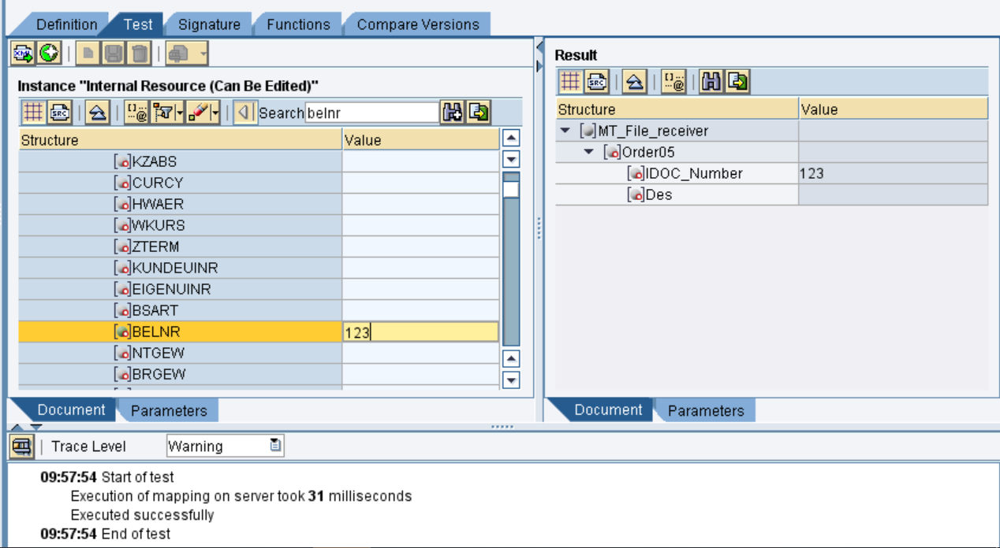 Definition Test Signature Functions Compare Versions
Instance "Internal Resource (Can Be Edited)"
SRC Search belnr
Structure Value
KZABS
CURCY
HWAER
WKURS
ZTERM
KUNDEUINR
EIGENUINR
BSART
BELNR 123
NTGEW
BRGEW
Document Parameters
Result
SRC
Structure Value
MT_File_receiver
Order05
IDOC_Number 123
Des
Document Parameters
Trace Level Warning
09:57:54 Start of test
Execution of mapping on server took 31 milliseconds
Executed successfully
09:57:54 End of test